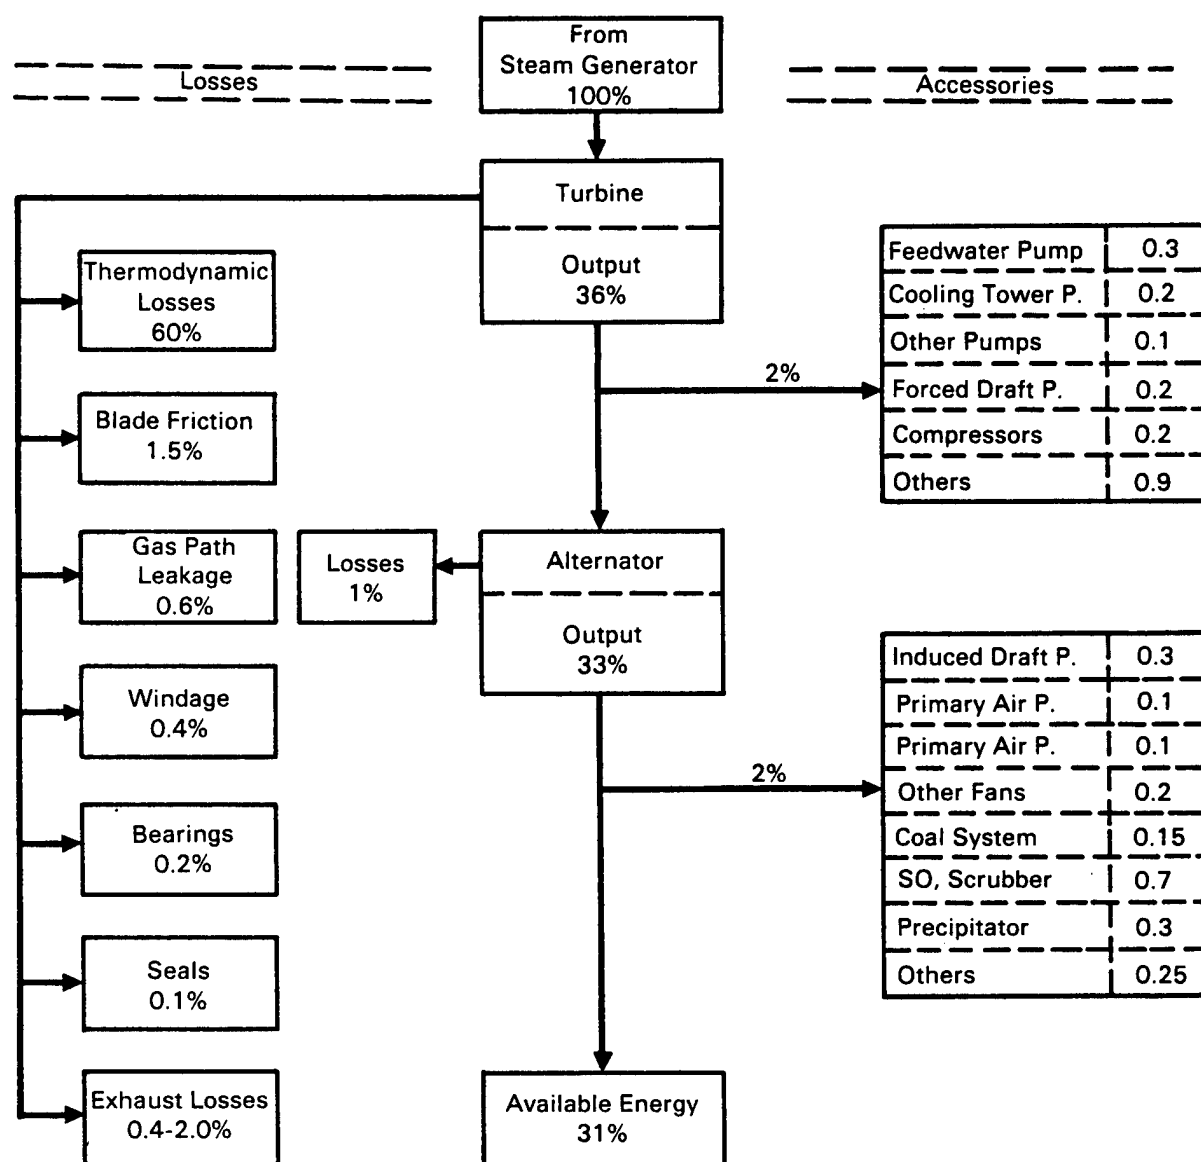 From
Steam Generator
100%
Losses
Accessories
Turbine
Output
36%
Thermodynamic
Losses
60%
Blade Friction
1.5%
Gas Path
Leakage
0.6%
Windage
0.4%
Bearings
0.2%
Seals
0.1%
Exhaust Losses
0.4-2.0%
2%
Feedwater Pump 0.3
Cooling Tower P. 0.2
Other Pumps 0.1
Forced Draft P. 0.2
Compressors 0.2
Others 0.9
Losses
1%
Alternator
Output
33%
2%
Induced Draft P. 0.3
Primary Air P. 0.1
Primary Air P. 0.1
Other Fans 0.2
Coal System 0.15
SO, Scrubber 0.7
Precipitator 0.3
Others 0.25
Available Energy
31%